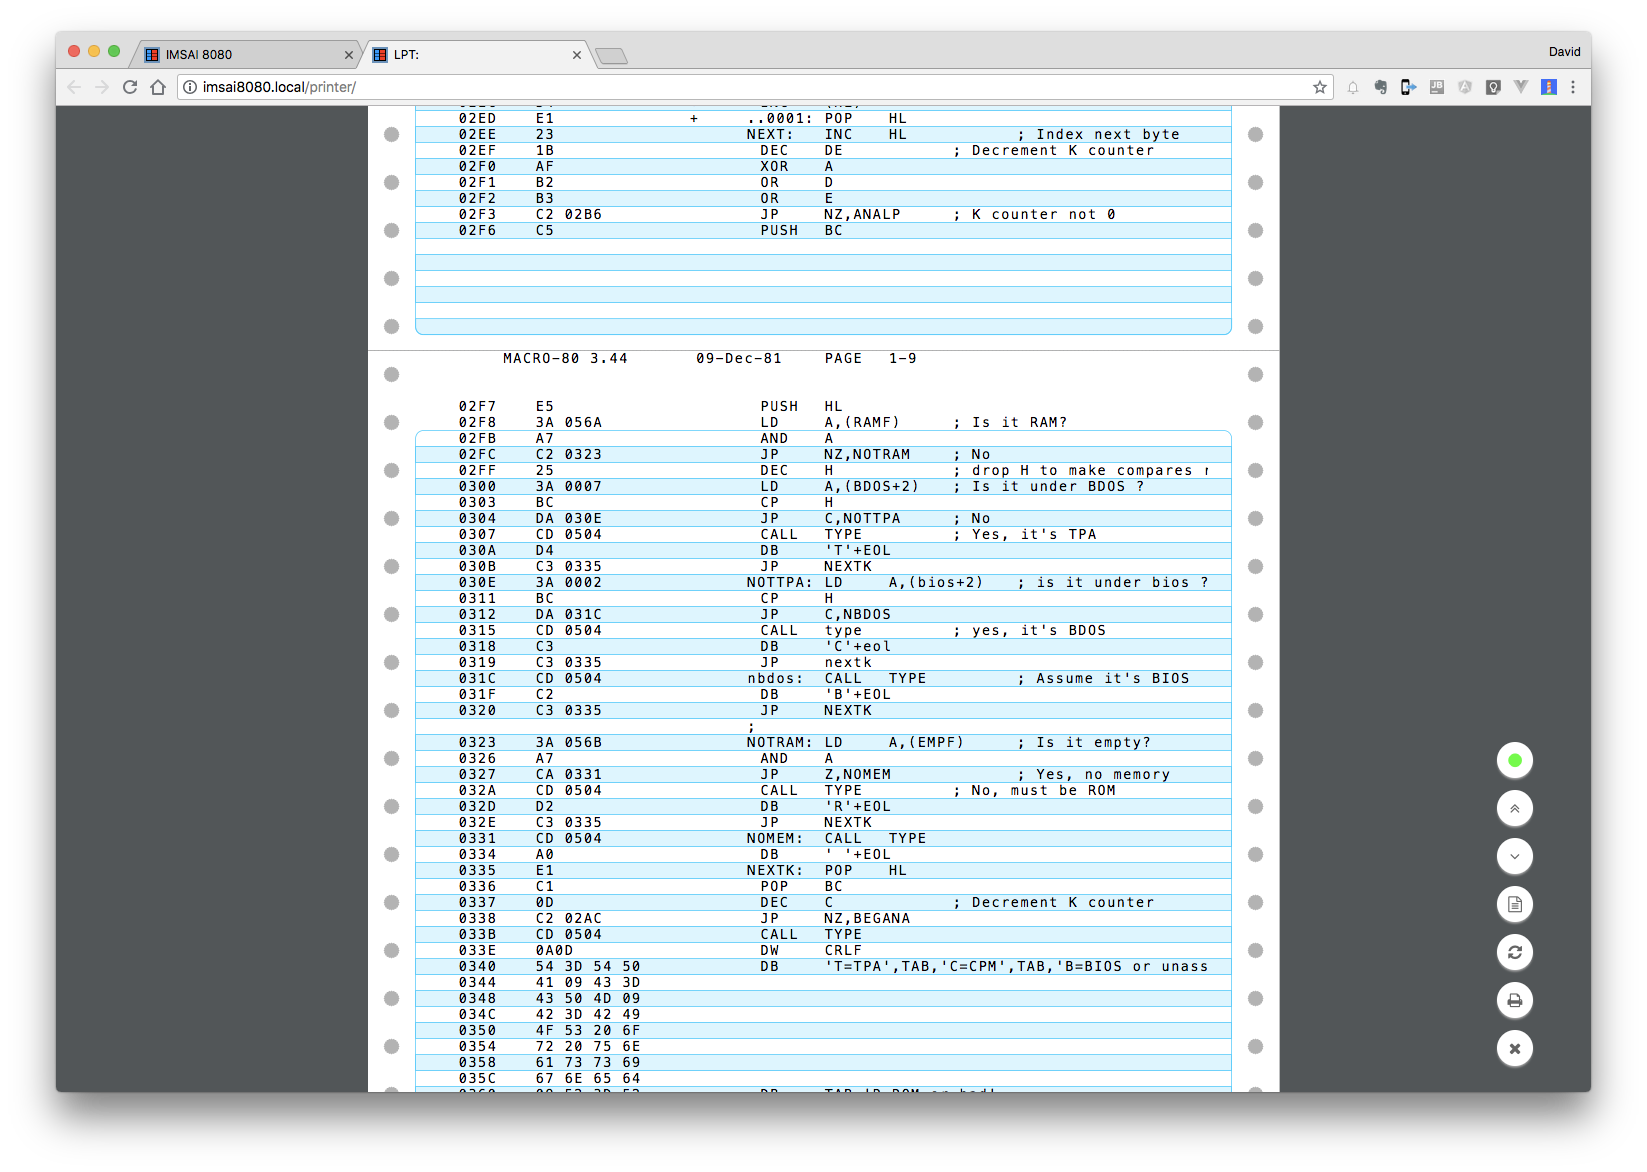 IMSAI 8080
LPT:
David
imsai8080.local/printer/
02ED E1 + ..0001: POP HL
02EE 23 NEXT: INC HL ; Index next byte
02EF 1B DEC DE ; Decrement K counter
02F0 AF XOR A
02F1 B2 OR D
02F2 B3 OR E
02F3 C2 02B6 JP NZ,ANALP ; K counter not 0
02F6 C5 PUSH BC
MACRO-80 3.44 09-Dec-81 PAGE 1-9
02F7 E5 PUSH HL
02F8 3A 056A LD A,(RAMF) ; Is it RAM?
02FB A7 AND A
02FC C2 0323 JP NZ,NOTRAM ; No
02FF 25 DEC H ; drop H to make compares
0300 3A 0007 LD A,(BDOS+2) ; Is it under BDOS ?
0303 BC CP H
0304 DA 030E JP C,NOTTPA ; No
0307 CD 0504 CALL TYPE ; Yes, it's TPA
030A D4 DB 'T'+EOL
030B C3 0335 JP NEXTK
030E 3A 0002 NOTTPA: LD A,(bios+2) ; is it under bios ?
0311 BC CP H
0312 DA 031C JP C,NBDOS
0315 CD 0504 CALL type ; yes, it's BDOS
0318 C3 DB 'C'+eol
0319 C3 0335 JP nextk
031C CD 0504 nbdos: CALL TYPE ; Assume it's BIOS
031F C2 DB 'B'+EOL
0320 C3 0335 JP NEXTK
;
0323 3A 056B NOTRAM: LD A,(EMPF) ; Is it empty?
0326 A7 AND A
0327 CA 0331 JP Z,NOMEM ; Yes, no memory
032A CD 0504 CALL TYPE ; No, must be ROM
032D D2 DB 'R'+EOL
032E C3 0335 JP NEXTK
0331 CD 0504 NOMEM: CALL TYPE
0334 A0 DB ' '+EOL
0335 E1 NEXTK: POP HL
0336 C1 POP BC
0337 0D DEC C ; Decrement K counter
0338 C2 02AC JP NZ,BEGANA
033B CD 0504 CALL TYPE
033E 0A0D DW CRLF
0340 54 3D 54 50 DB 'T=TPA',TAB,'C=CPM',TAB,'B=BIOS or unass
0344 41 09 43 3D
0348 43 50 4D 09
034C 42 3D 42 49
0350 4F 53 20 6F
0354 72 20 75 6E
0358 61 73 73 69
035C 67 6E 65 64